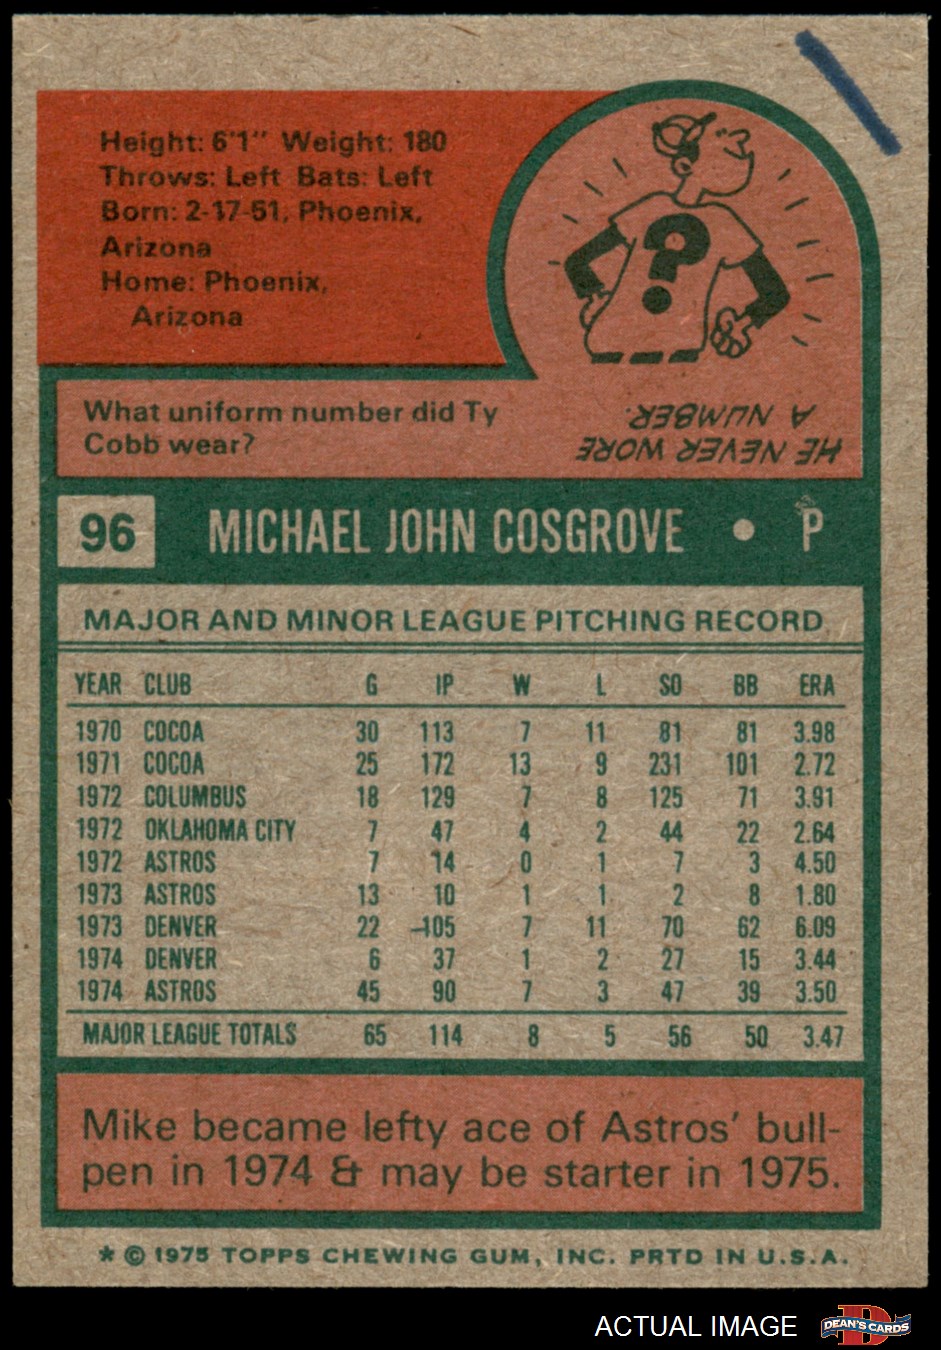 Height: 6'1" Weight: 180
Throws: Left Bats: Left
Born: 2-17-51, Phoenix,
Arizona
Home: Phoenix,
Arizona
?
What uniform number did Ty
Cobb wear?
HE NEVER WORE
A NUMBER.
96 MICHAEL JOHN COSGROVE • P
MAJOR AND MINOR LEAGUE PITCHING RECORD
YEAR CLUB G IP W L SO BB ERA
1970 COCOA 30 113 7 11 81 81 3.98
1971 COCOA 25 172 13 9 231 101 2.72
1972 COLUMBUS 18 129 7 8 125 71 3.91
1972 OKLAHOMA CITY 7 47 4 2 44 22 2.64
1972 ASTROS 7 14 0 1 7 3 4.50
1973 ASTROS 13 10 1 1 2 8 1.80
1973 DENVER 22 105 7 11 70 62 6.09
1974 DENVER 6 37 1 2 27 15 3.44
1974 ASTROS 45 90 7 3 47 39 3.50
MAJOR LEAGUE TOTALS 65 114 8 5 56 50 3.47
Mike became lefty ace of Astros' bull-
pen in 1974 & may be starter in 1975.
* © 1975 TOPPS CHEWING GUM, INC. PRTD IN U.S.A.
ACTUAL IMAGE DEAN'S CARDS